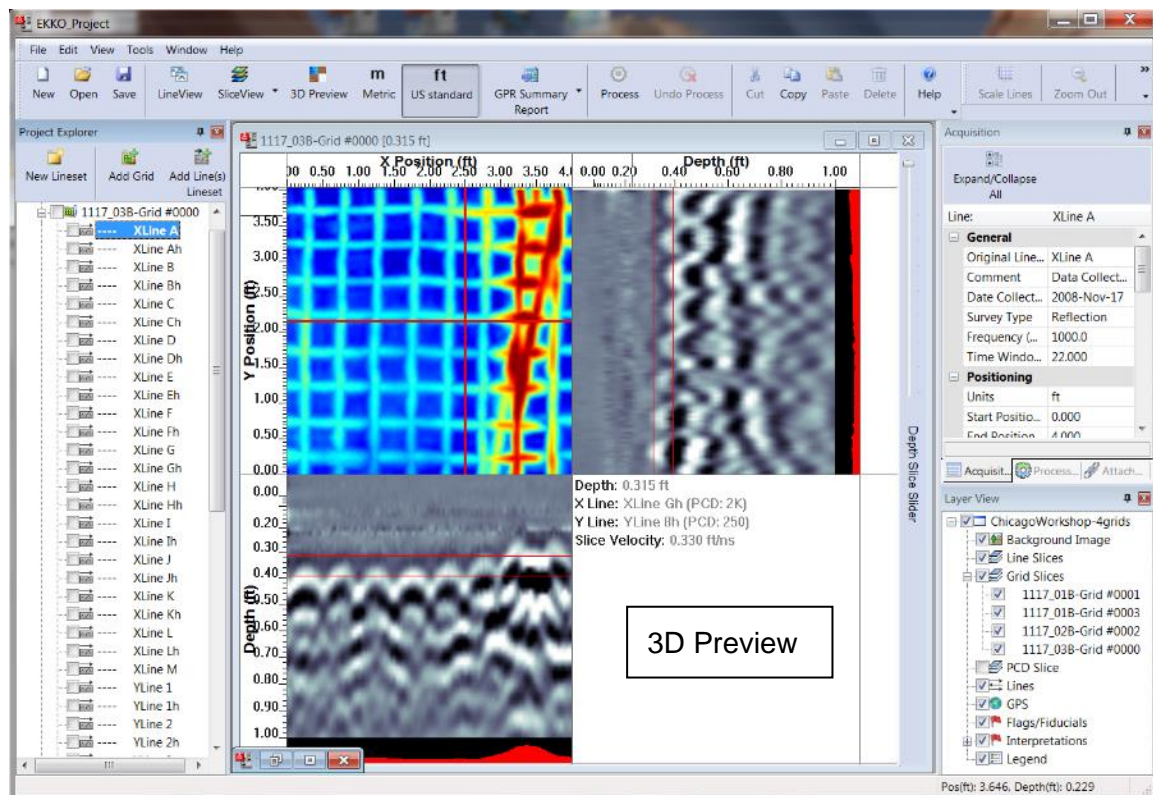 EKKO_Project
File Edit View Tools Window Help
New Open Save LineView SliceView 3D Preview m Metric ft US standard GPR Summary Report Process Undo Process Cut Copy Paste Delete Help Scale Lines Zoom Out
Project Explorer
New Lineset Add Grid Add Line(s) Lineset
1117_03B-Grid #0000
XLine A
XLine Ah
XLine B
XLine Bh
XLine C
XLine Ch
XLine D
XLine Dh
XLine E
XLine Eh
XLine F
XLine Fh
XLine G
XLine Gh
XLine H
XLine Hh
XLine I
XLine Ih
XLine J
XLine Jh
XLine K
XLine Kh
XLine L
XLine Lh
XLine M
YLine 1
YLine 1h
YLine 2
YLine 2h
1117_03B-Grid #0000 [0.315 ft]
X Position (ft)
0.50 1.00 1.50 2.00 2.50 3.00 3.50
Depth (ft)
0.00 0.20 0.40 0.60 0.80 1.00
Y Position (ft)
3.50
3.00
2.50
2.00
1.50
1.00
0.50
0.00
Depth (ft)
0.00
0.20
0.30
0.40
0.50
0.60
0.70
0.80
0.90
1.00
Depth: 0.315 ft
X Line: XLine Gh (PCD: 2K)
Y Line: YLine 8h (PCD: 250)
Slice Velocity: 0.330 ft/ns
3D Preview
Depth Slice Slider
Acquisition
Expand/Collapse
All
Line: XLine A
General
Original Line... XLine A
Comment Data Collect...
Date Collect... 2008-Nov-17
Survey Type Reflection
Frequency (... 1000.0
Time Windo... 22.000
Positioning
Units ft
Start Positio... 0.000
End Position 4.000
Acquisit... Process... Attach...
Layer View
ChicagoWorkshop-4grids
Background Image
Line Slices
Grid Slices
1117_01B-Grid #0001
1117_01B-Grid #0003
1117_02B-Grid #0002
1117_03B-Grid #0000
PCD Slice
Lines
GPS
Flags/Fiducials
Interpretations
Legend
Pos(ft): 3.646, Depth(ft): 0.229